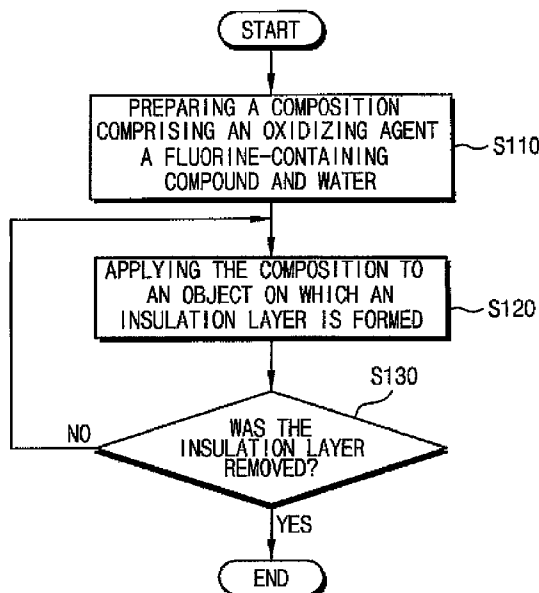 START
PREPARING A COMPOSITION
COMPRISING AN OXIDIZING AGENT
A FLUORINE-CONTAINING
COMPOUND AND WATER
S110
APPLYING THE COMPOSITION TO
AN OBJECT ON WHICH AN
INSULATION LAYER IS FORMED
S120
S130
WAS THE
INSULATION LAYER
REMOVED?
NO
YES
END